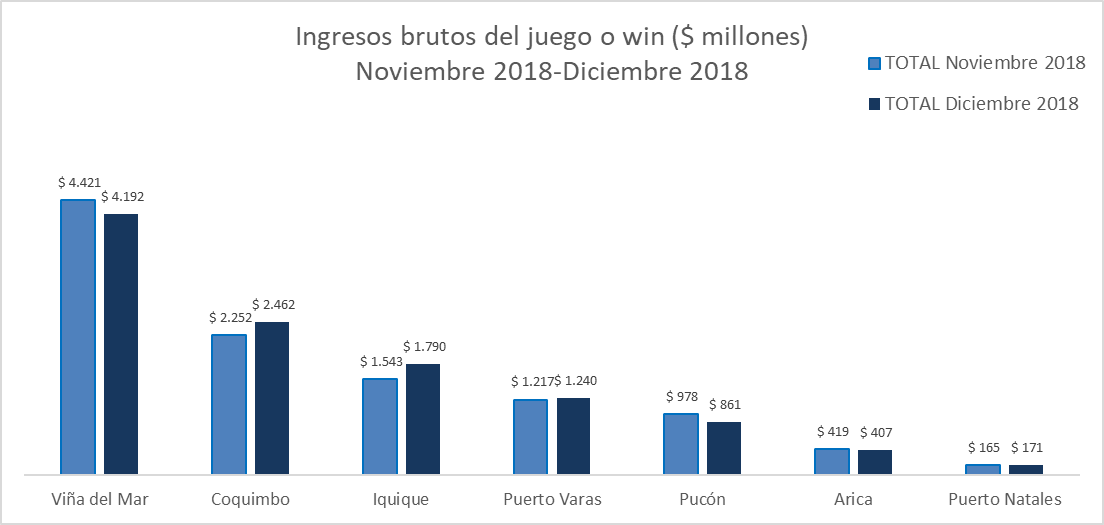 Ingresos brutos del juego o win ($ millones)
Noviembre 2018-Diciembre 2018
TOTAL Noviembre 2018
TOTAL Diciembre 2018
$ 4.421
$ 4.192
$ 2.252
$ 2.462
$ 1.543
$ 1.790
$ 1.217
$ 1.240
$ 978
$ 861
$ 419
$ 407
$ 165
$ 171
Viña del Mar
Coquimbo
Iquique
Puerto Varas
Pucón
Arica
Puerto Natales